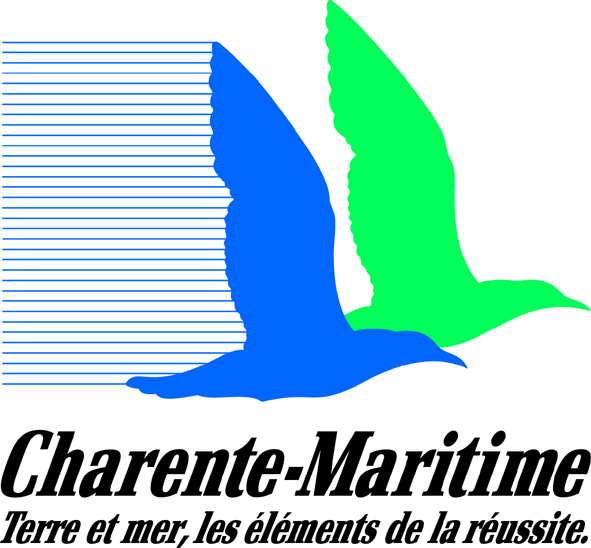 Charente-Maritime
Terre et mer, les éléments de la réussite.